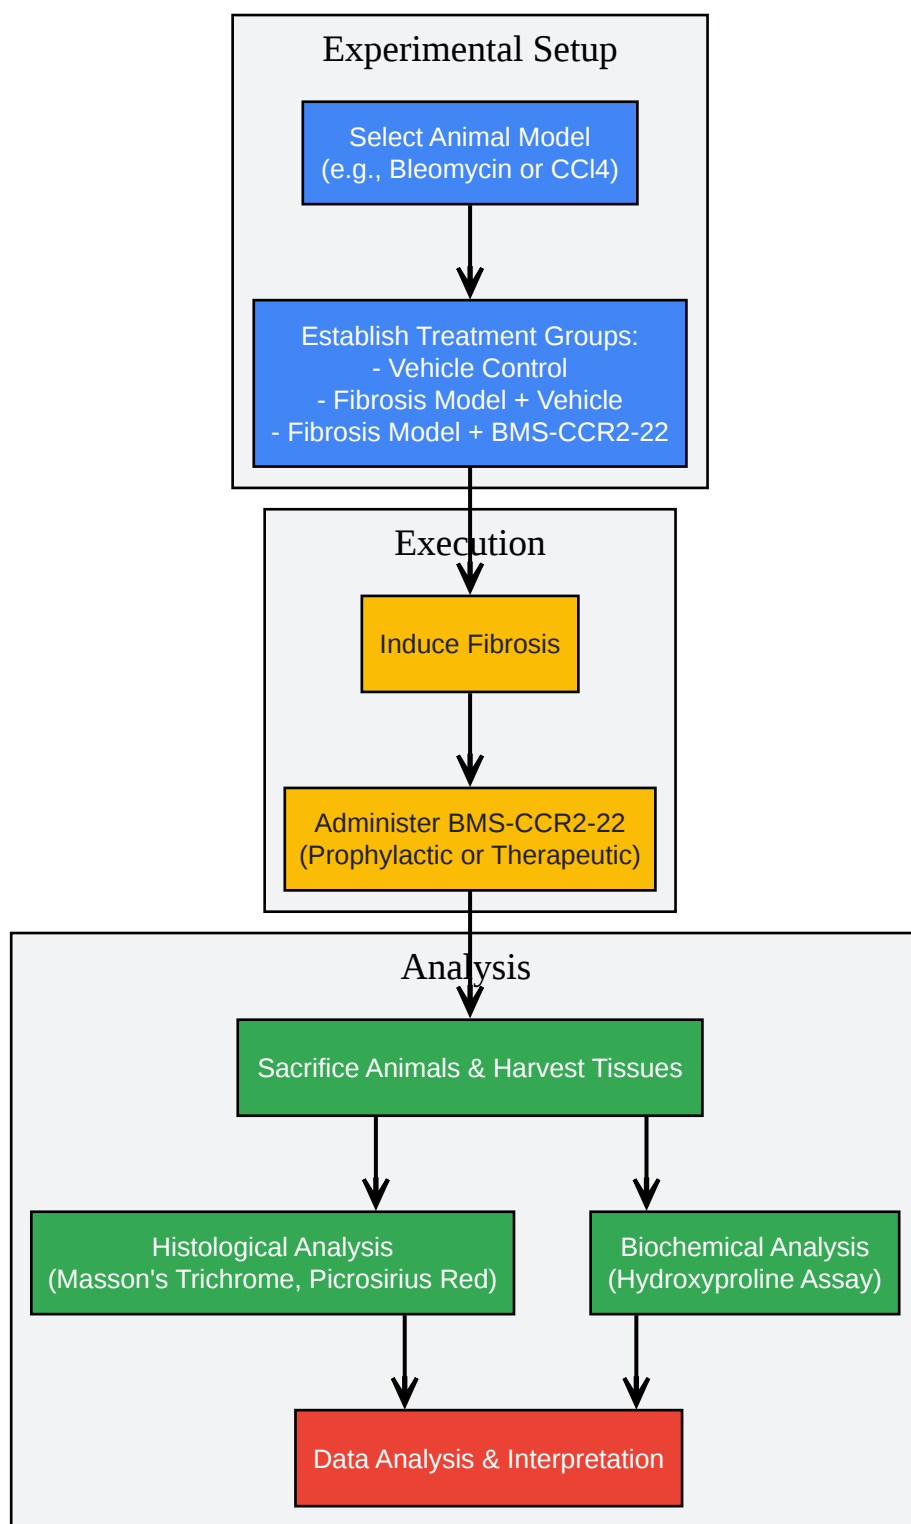 Experimental Setup
Select Animal Model
(e.g., Bleomycin or CCl4)
Establish Treatment Groups:
- Vehicle Control
- Fibrosis Model + Vehicle
- Fibrosis Model + BMS-CCR2-22
Execution
Induce Fibrosis
Administer BMS-CCR2-22
(Prophylactic or Therapeutic)
Analysis
Sacrifice Animals & Harvest Tissues
Histological Analysis
(Masson's Trichrome, Picrosirius Red)
Biochemical Analysis
(Hydroxyproline Assay)
Data Analysis & Interpretation